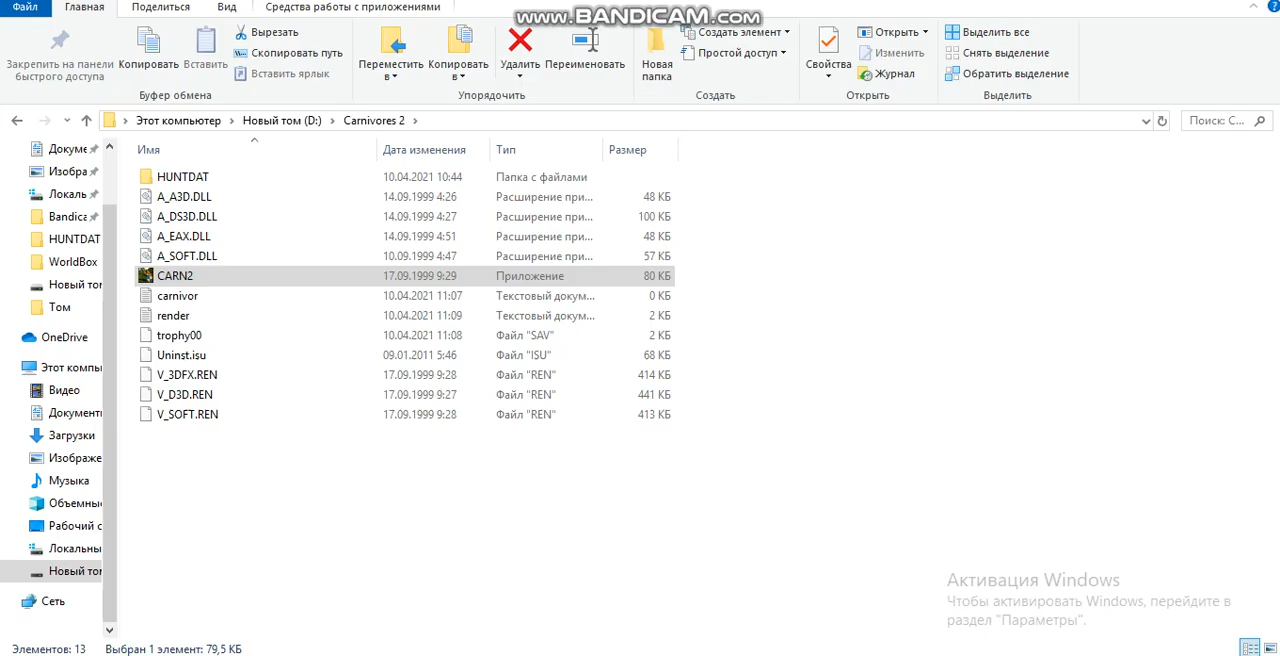 www.BANDICAM.com
Файл Главная Поделиться Вид Средства работы с приложениями
Закрепить на панели быстрого доступа
Копировать
Вставить
Вырезать
Скопировать путь
Вставить ярлык
Буфер обмена
Переместить в
Копировать в
Удалить
Переименовать
Упорядочить
Новая папка
Создать элемент
Простой доступ
Создать
Свойства
Открыть
Изменить
Журнал
Открыть
Выделить все
Снять выделение
Обратить выделение
Выделить
Этот компьютер > Новый том (D:) > Carnivores 2 >
Поиск: С...
Докуме
Изобра
Локаль
Bandica
HUNTDAT
WorldBox
Новый то
Том
OneDrive
Этот компь
Видео
Документ
Загрузки
Изображе
Музыка
Объемны
Рабочий с
Локальны
Новый то
Сеть
Имя Дата изменения Тип Размер
HUNTDAT 10.04.2021 10:44 Папка с файлами
A_A3D.DLL 14.09.1999 4:26 Расширение при... 48 КБ
A_DS3D.DLL 14.09.1999 4:27 Расширение при... 100 КБ
A_EAX.DLL 14.09.1999 4:51 Расширение при... 48 КБ
A_SOFT.DLL 10.09.1999 4:47 Расширение при... 57 КБ
CARN2 17.09.1999 9:29 Приложение 80 КБ
carnivor 10.04.2021 11:07 Текстовый докум... 0 КБ
render 10.04.2021 11:09 Текстовый докум... 2 КБ
trophy00 10.04.2021 11:08 Файл "SAV" 2 КБ
Uninst.isu 09.01.2011 5:46 Файл "ISU" 68 КБ
V_3DFX.REN 17.09.1999 9:28 Файл "REN" 414 КБ
V_D3D.REN 17.09.1999 9:27 Файл "REN" 441 КБ
V_SOFT.REN 17.09.1999 9:28 Файл "REN" 413 КБ
Активация Windows
Чтобы активировать Windows, перейдите в
раздел "Параметры".
Элементов: 13 Выбран 1 элемент: 79,5 КБ